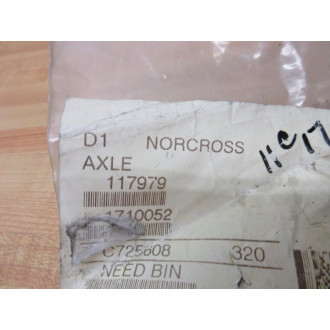 D1 NORCROSS
AXLE
117979
1710052
C725608 320
NEED BIN